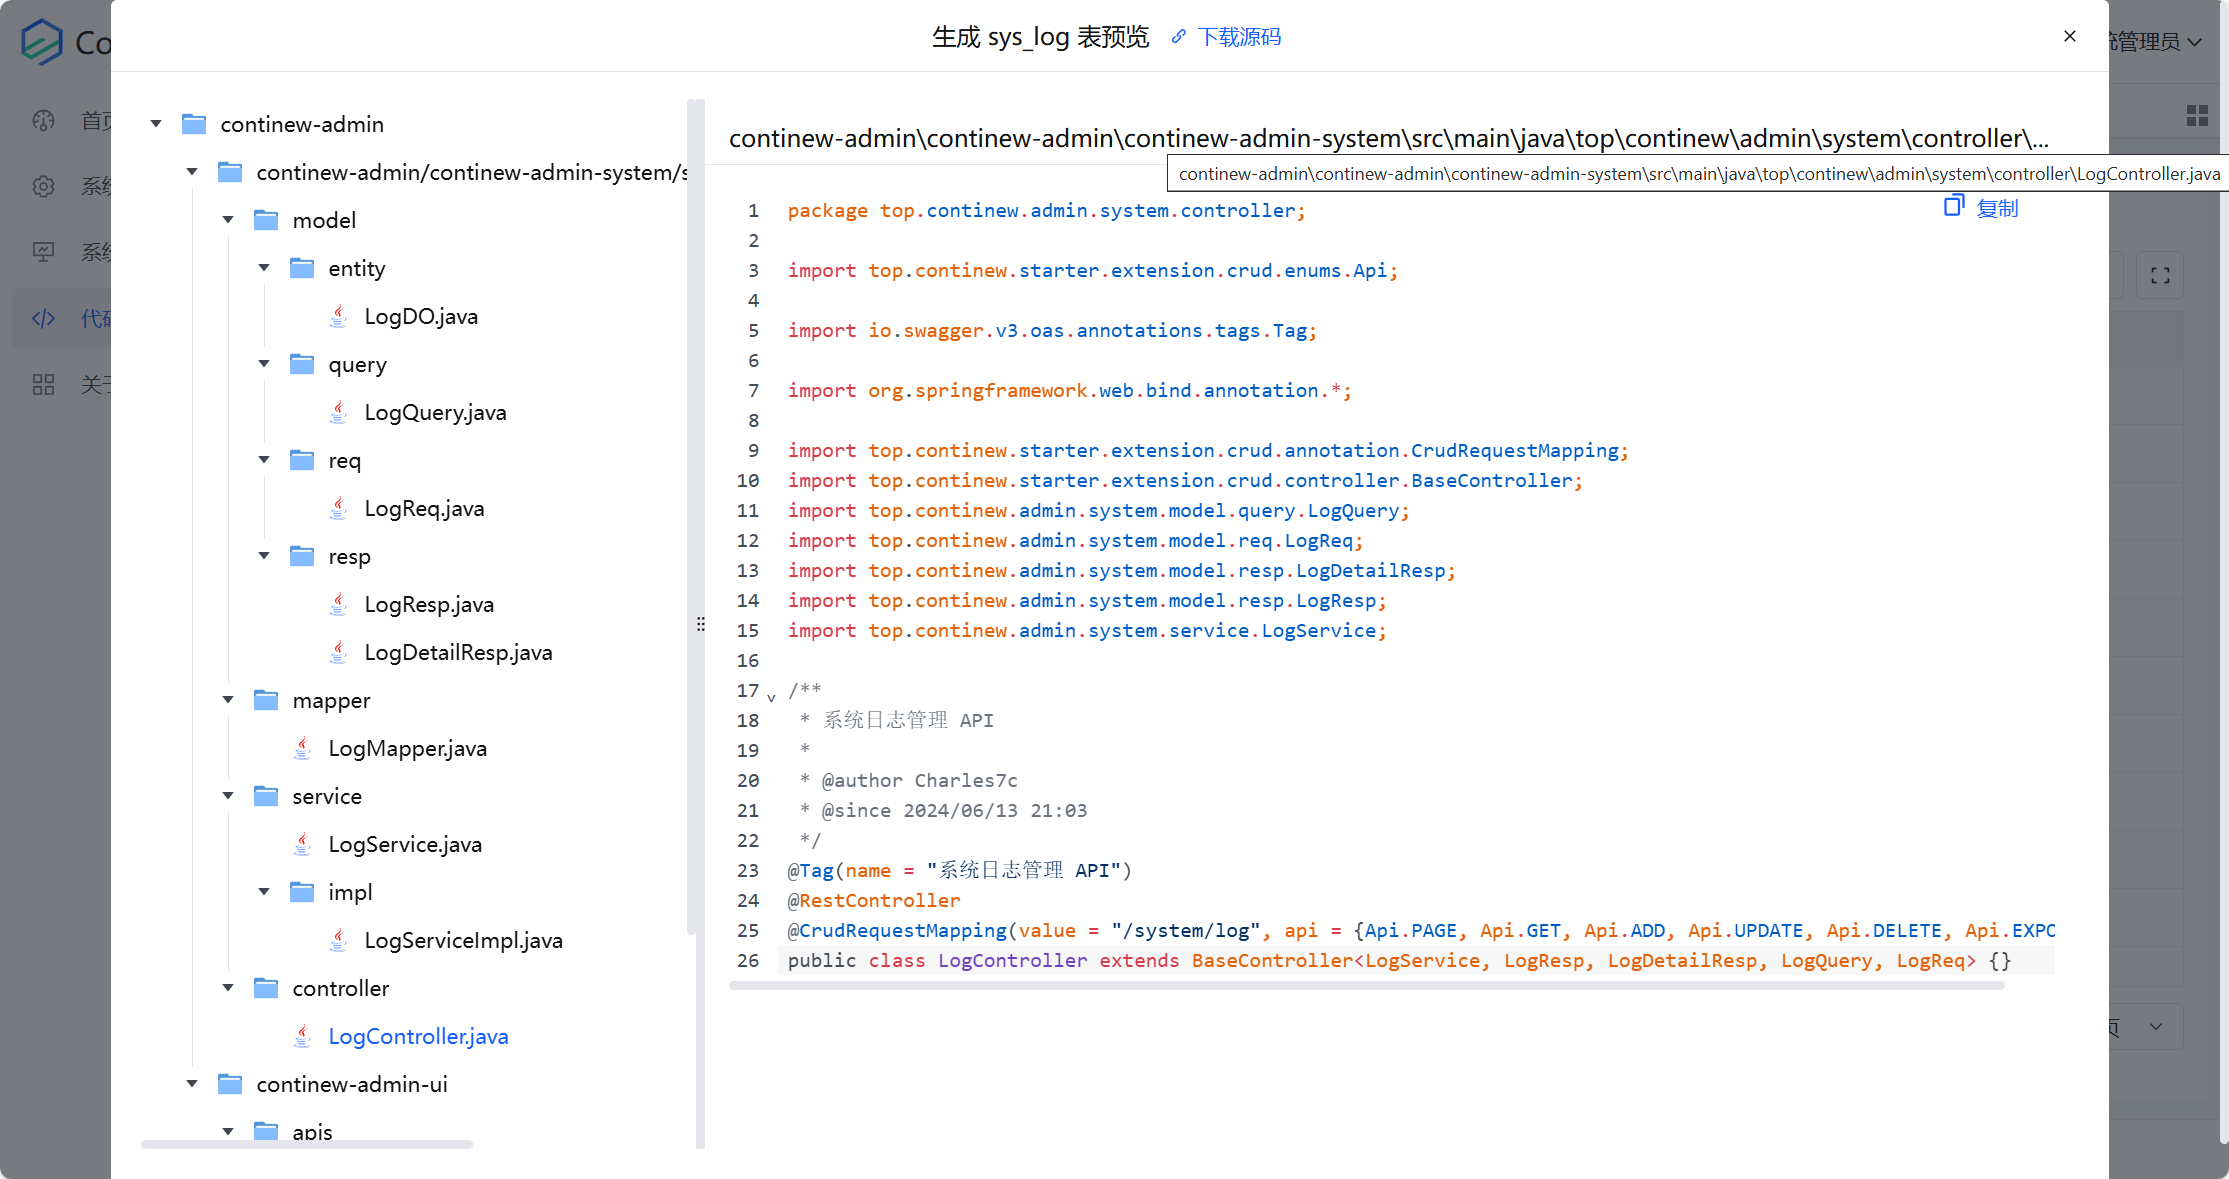 生成 sys_log 表预览 下载源码
Co
管理员
首页
系统
系统
代码
关于
continew-admin
continew-admin/continew-admin-system/s
model
entity
LogDO.java
query
LogQuery.java
req
LogReq.java
resp
LogResp.java
LogDetailResp.java
mapper
LogMapper.java
service
LogService.java
impl
LogServiceImpl.java
controller
LogController.java
continew-admin-ui
apis
continew-admin\continew-admin\continew-admin-system\src\main\java\top\continew\admin\system\controller\...
continew-admin\continew-admin\continew-admin-system\src\main\java\top\continew\admin\system\controller\LogController.java
复制
1 package top.continew.admin.system.controller;
2
3 import top.continew.starter.extension.crud.enums.Api;
4
5 import io.swagger.v3.oas.annotations.tags.Tag;
6
7 import org.springframework.web.bind.annotation.*;
8
9 import top.continew.starter.extension.crud.annotation.CrudRequestMapping;
10 import top.continew.starter.extension.crud.controller.BaseController;
11 import top.continew.admin.system.model.query.LogQuery;
12 import top.continew.admin.system.model.req.LogReq;
13 import top.continew.admin.system.model.resp.LogDetailResp;
14 import top.continew.admin.system.model.resp.LogResp;
15 import top.continew.admin.system.service.LogService;
16
17 /**
18 * 系统日志管理 API
19 *
20 * @author Charles7c
21 * @since 2024/06/13 21:03
22 */
23 @Tag(name = "系统日志管理 API")
24 @RestController
25 @CrudRequestMapping(value = "/system/log", api = {Api.PAGE, Api.GET, Api.ADD, Api.UPDATE, Api.DELETE, Api.EXPO
26 public class LogController extends BaseController<LogService, LogResp, LogDetailResp, LogQuery, LogReq> {}
页